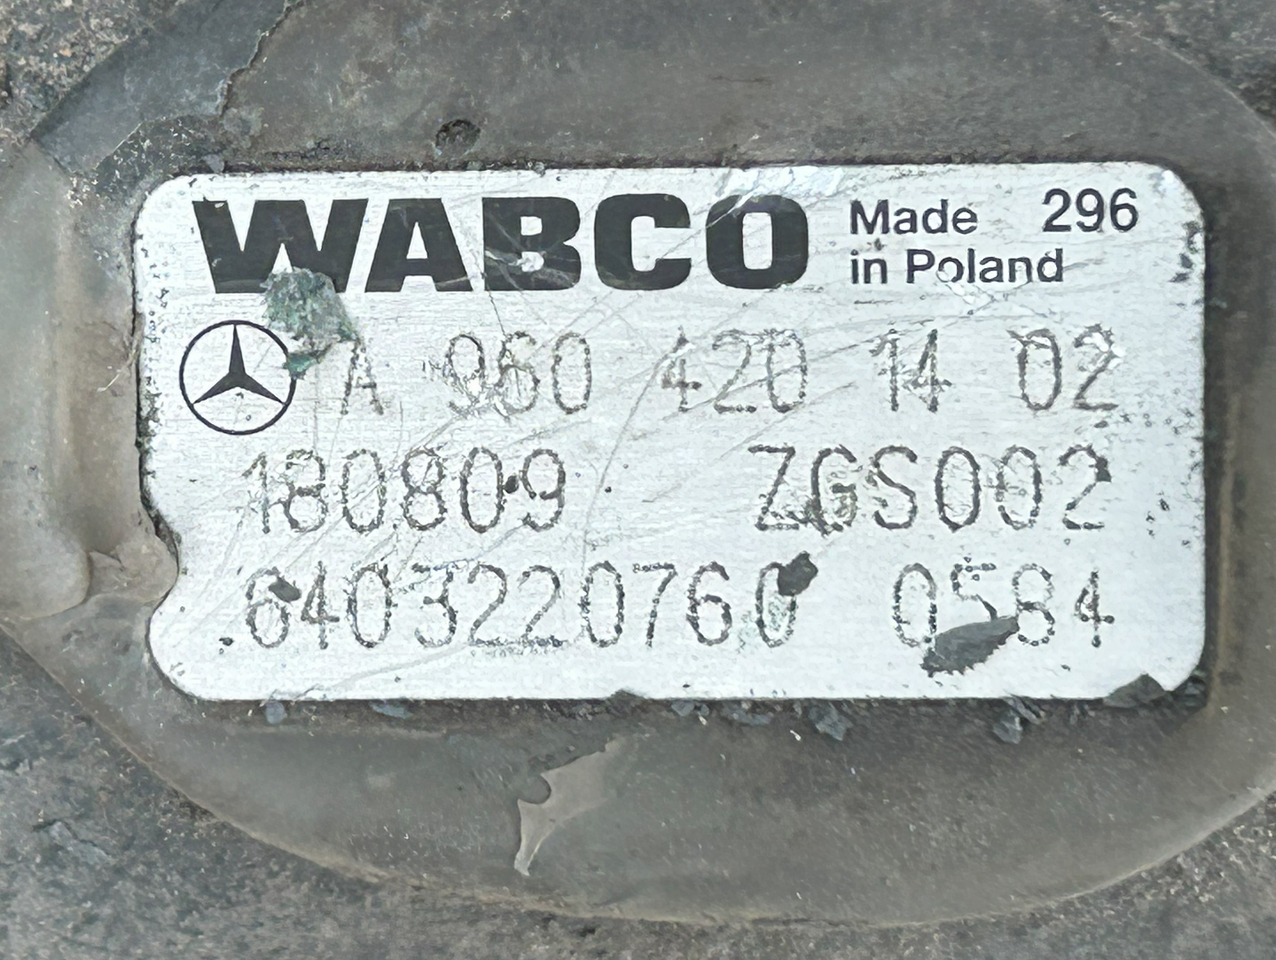 WABCO Made 296
in Poland
A 960 420 14 02
180809 ZGS002
6403220760 0584